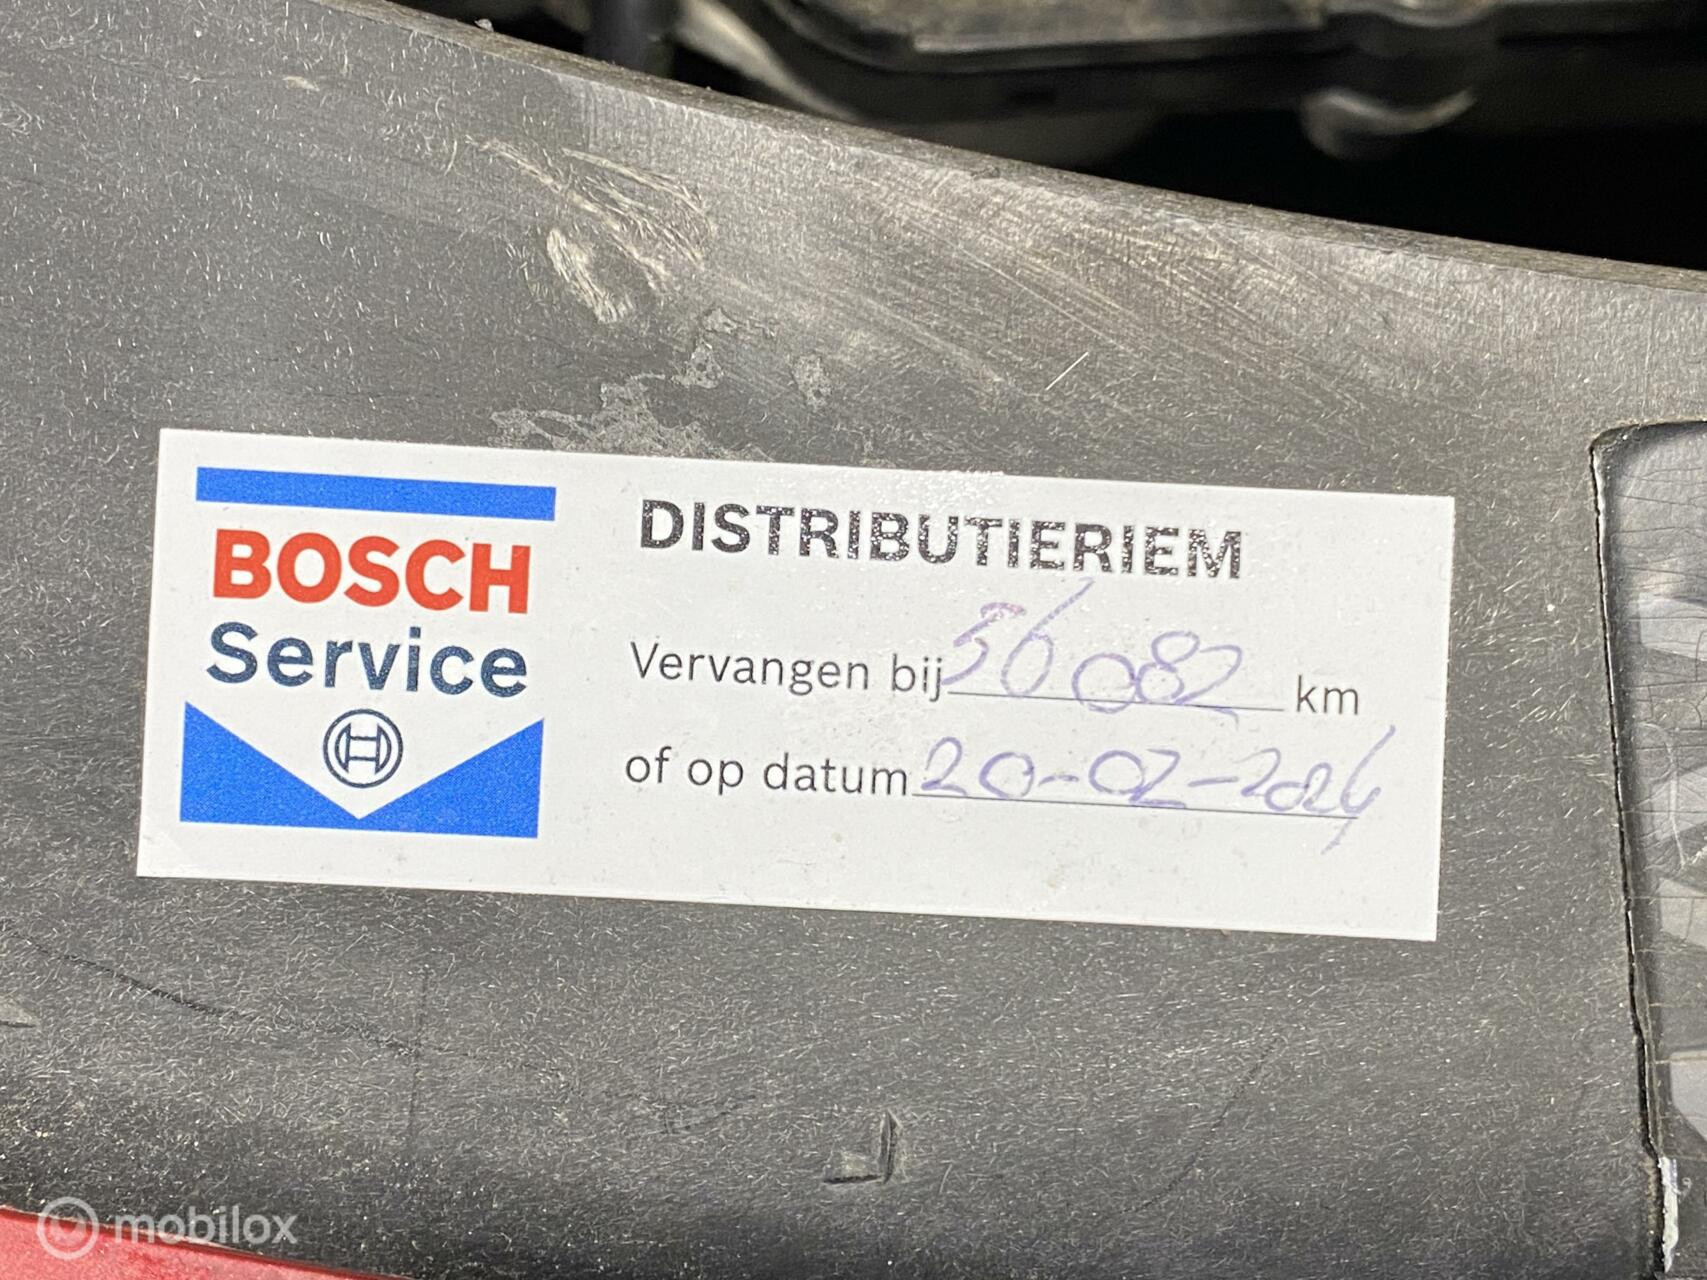 BOSCH
Service
DISTRIBUTIERIEM
Vervangen bij 56082 km
of op datum 20-02-2024
mobilox